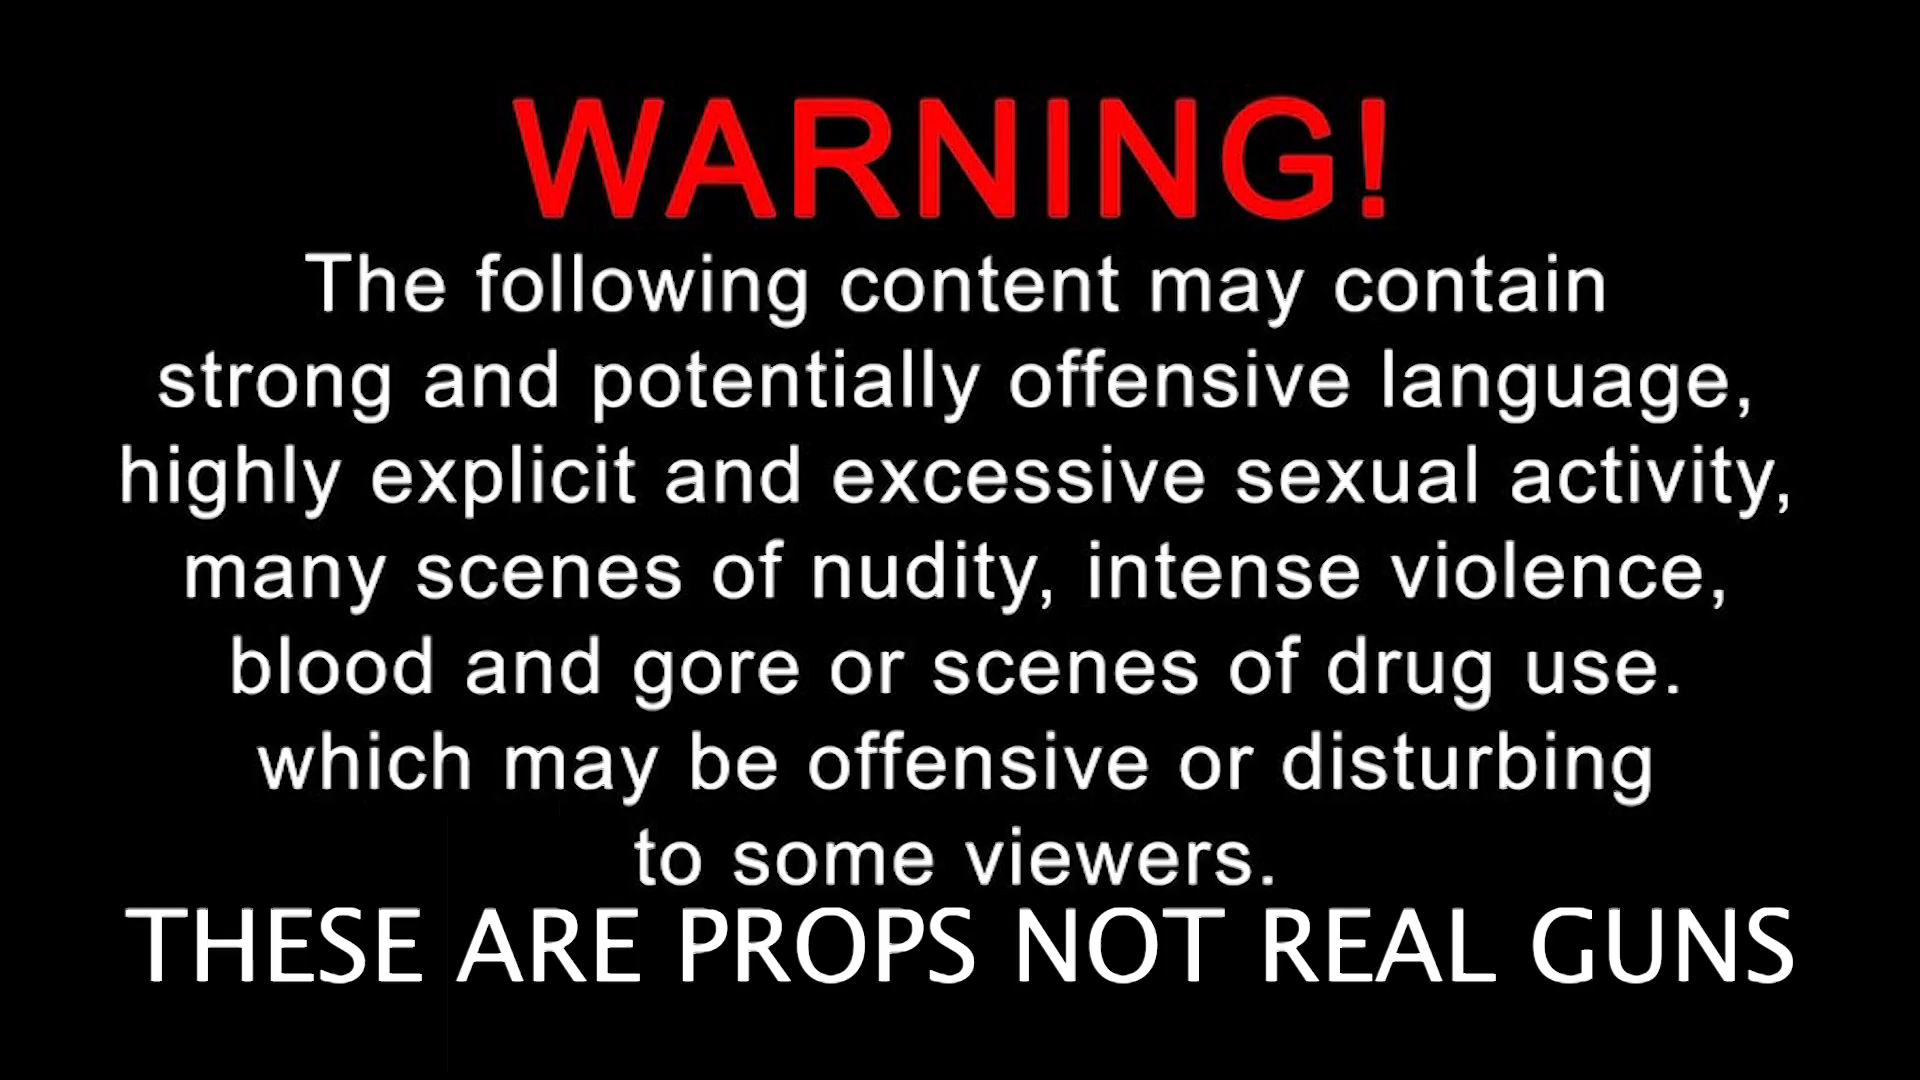 WARNING!
The following content may contain
strong and potentially offensive language,
highly explicit and excessive sexual activity,
many scenes of nudity, intense violence,
blood and gore or scenes of drug use.
which may be offensive or disturbing
to some viewers.
THESE ARE PROPS NOT REAL GUNS